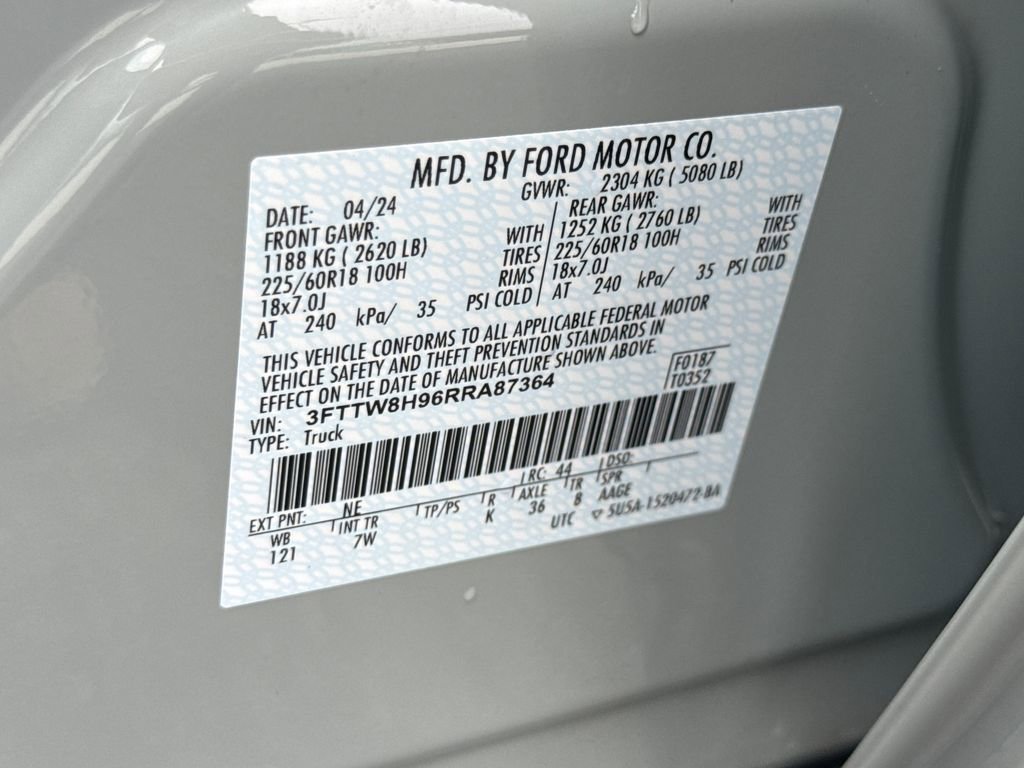 MFD. BY FORD MOTOR CO.
DATE: 04/24 GVWR: 2304 KG ( 5080 LB)
FRONT GAWR: REAR GAWR:
1188 KG ( 2620 LB) WITH 1252 KG ( 2760 LB) WITH
225/60R18 100H TIRES 225/60R18 100H TIRES
18x7.0J RIMS 18x7.0J RIMS
AT 240 kPa/ 35 PSI COLD AT 240 kPa/ 35 PSI COLD
THIS VEHICLE CONFORMS TO ALL APPLICABLE FEDERAL MOTOR
VEHICLE SAFETY AND THEFT PREVENTION STANDARDS IN
EFFECT ON THE DATE OF MANUFACTURE SHOWN ABOVE.
VIN: 3FTTW8H96RRA87364 F0187
TYPE: Truck T0352
EXT PNT: NE RC: 44 DSO:
WB INT TR TP/PS R AXLE TR SPR
121 7W K 36 8 AAGE
UTC ▽ 5U5A-1520472-BA